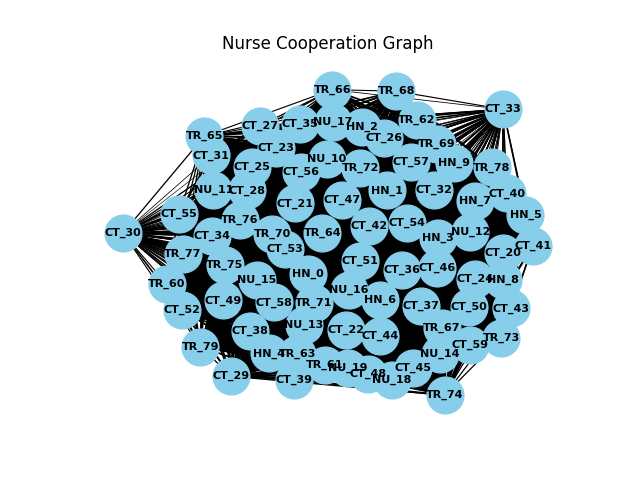 Nurse Cooperation Graph
TR_66
TR_68
CT_33
CT_27
CT_35
NU_17
HN_2
TR_62
TR_65
CT_26
TR_69
CT_31
CT_23
CT_25
CT_56
NU_10
TR_72
CT_57
HN_9
TR_78
NU_11
CT_28
CT_21
CT_47
HN_1
CT_32
HN_7
CT_40
CT_55
TR_76
HN_5
CT_30
CT_34
TR_70
TR_64
CT_42
CT_54
HN_3
NU_12
CT_53
CT_41
TR_77
TR_75
CT_51
CT_20
HN_0
CT_36
CT_46
TR_60
NU_15
NU_16
CT_24
HN_8
CT_52
CT_49
CT_58
TR_71
HN_6
CT_37
CT_50
CT_43
CT_38
NU_13
CT_22
CT_44
TR_67
TR_79
HN_4
TR_63
NU_14
CT_59
TR_73
CT_29
CT_39
TR_61
NU_19
CT_48
NU_18
CT_45
TR_74